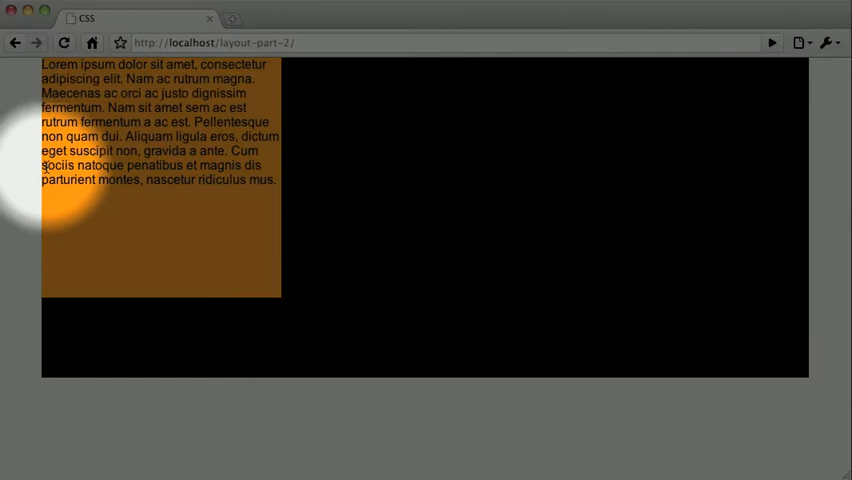 CSS
http://localhost/layout-part-2/
Lorem ipsum dolor sit amet, consectetur
adipiscing elit. Nam ac rutrum magna.
Maecenas ac orci ac justo dignissim
fermentum. Nam sit amet sem ac est
rutrum fermentum a ac est. Pellentesque
non quam dui. Aliquam ligula eros, dictum
eget suscipit non, gravida a ante. Cum
sociis natoque penatibus et magnis dis
parturient montes, nascetur ridiculus mus.